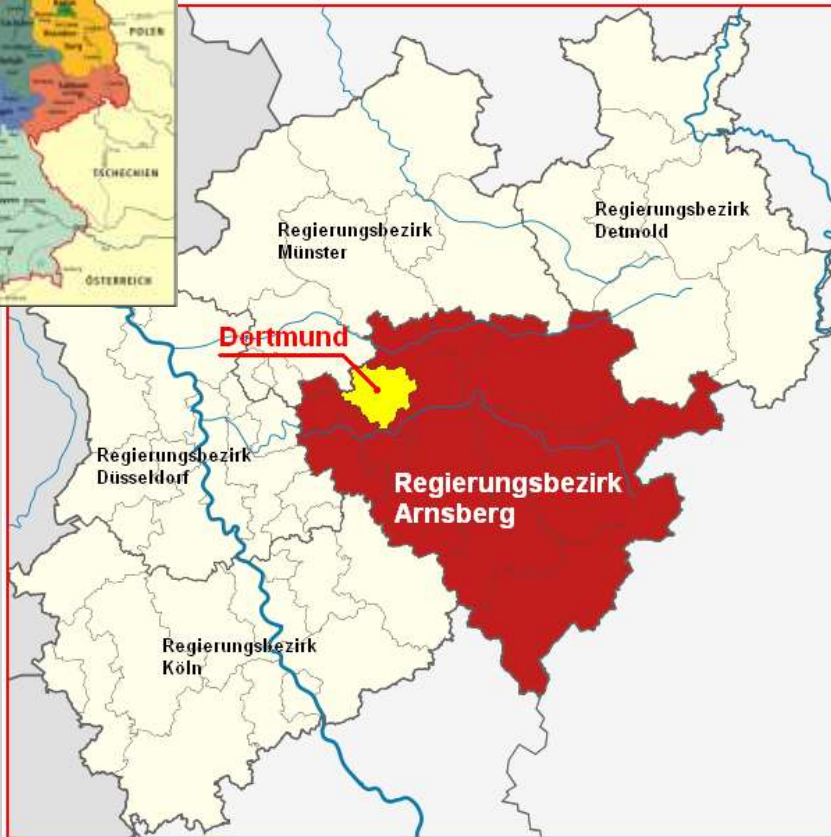 POLEN
TSCHECHIEN
ÖSTERREICH
Regierungsbezirk
Münster
Regierungsbezirk
Detmold
Dortmund
Regierungsbezirk
Düsseldorf
Regierungsbezirk
Arnsberg
Regierungsbezirk
Köln